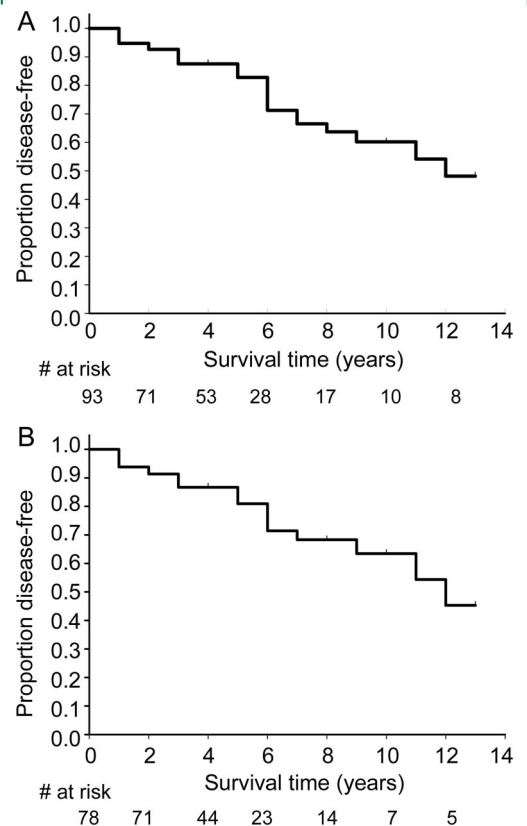 A
Proportion disease-free
1.0
0.9
0.8
0.7
0.6
0.5
0.4
0.3
0.2
0.1
0.0
0 2 4 6 8 10 12 14
Survival time (years)
# at risk
93 71 53 28 17 10 8
B
Proportion disease-free
1.0
0.9
0.8
0.7
0.6
0.5
0.4
0.3
0.2
0.1
0.0
0 2 4 6 8 10 12 14
Survival time (years)
# at risk
78 71 44 23 14 7 5